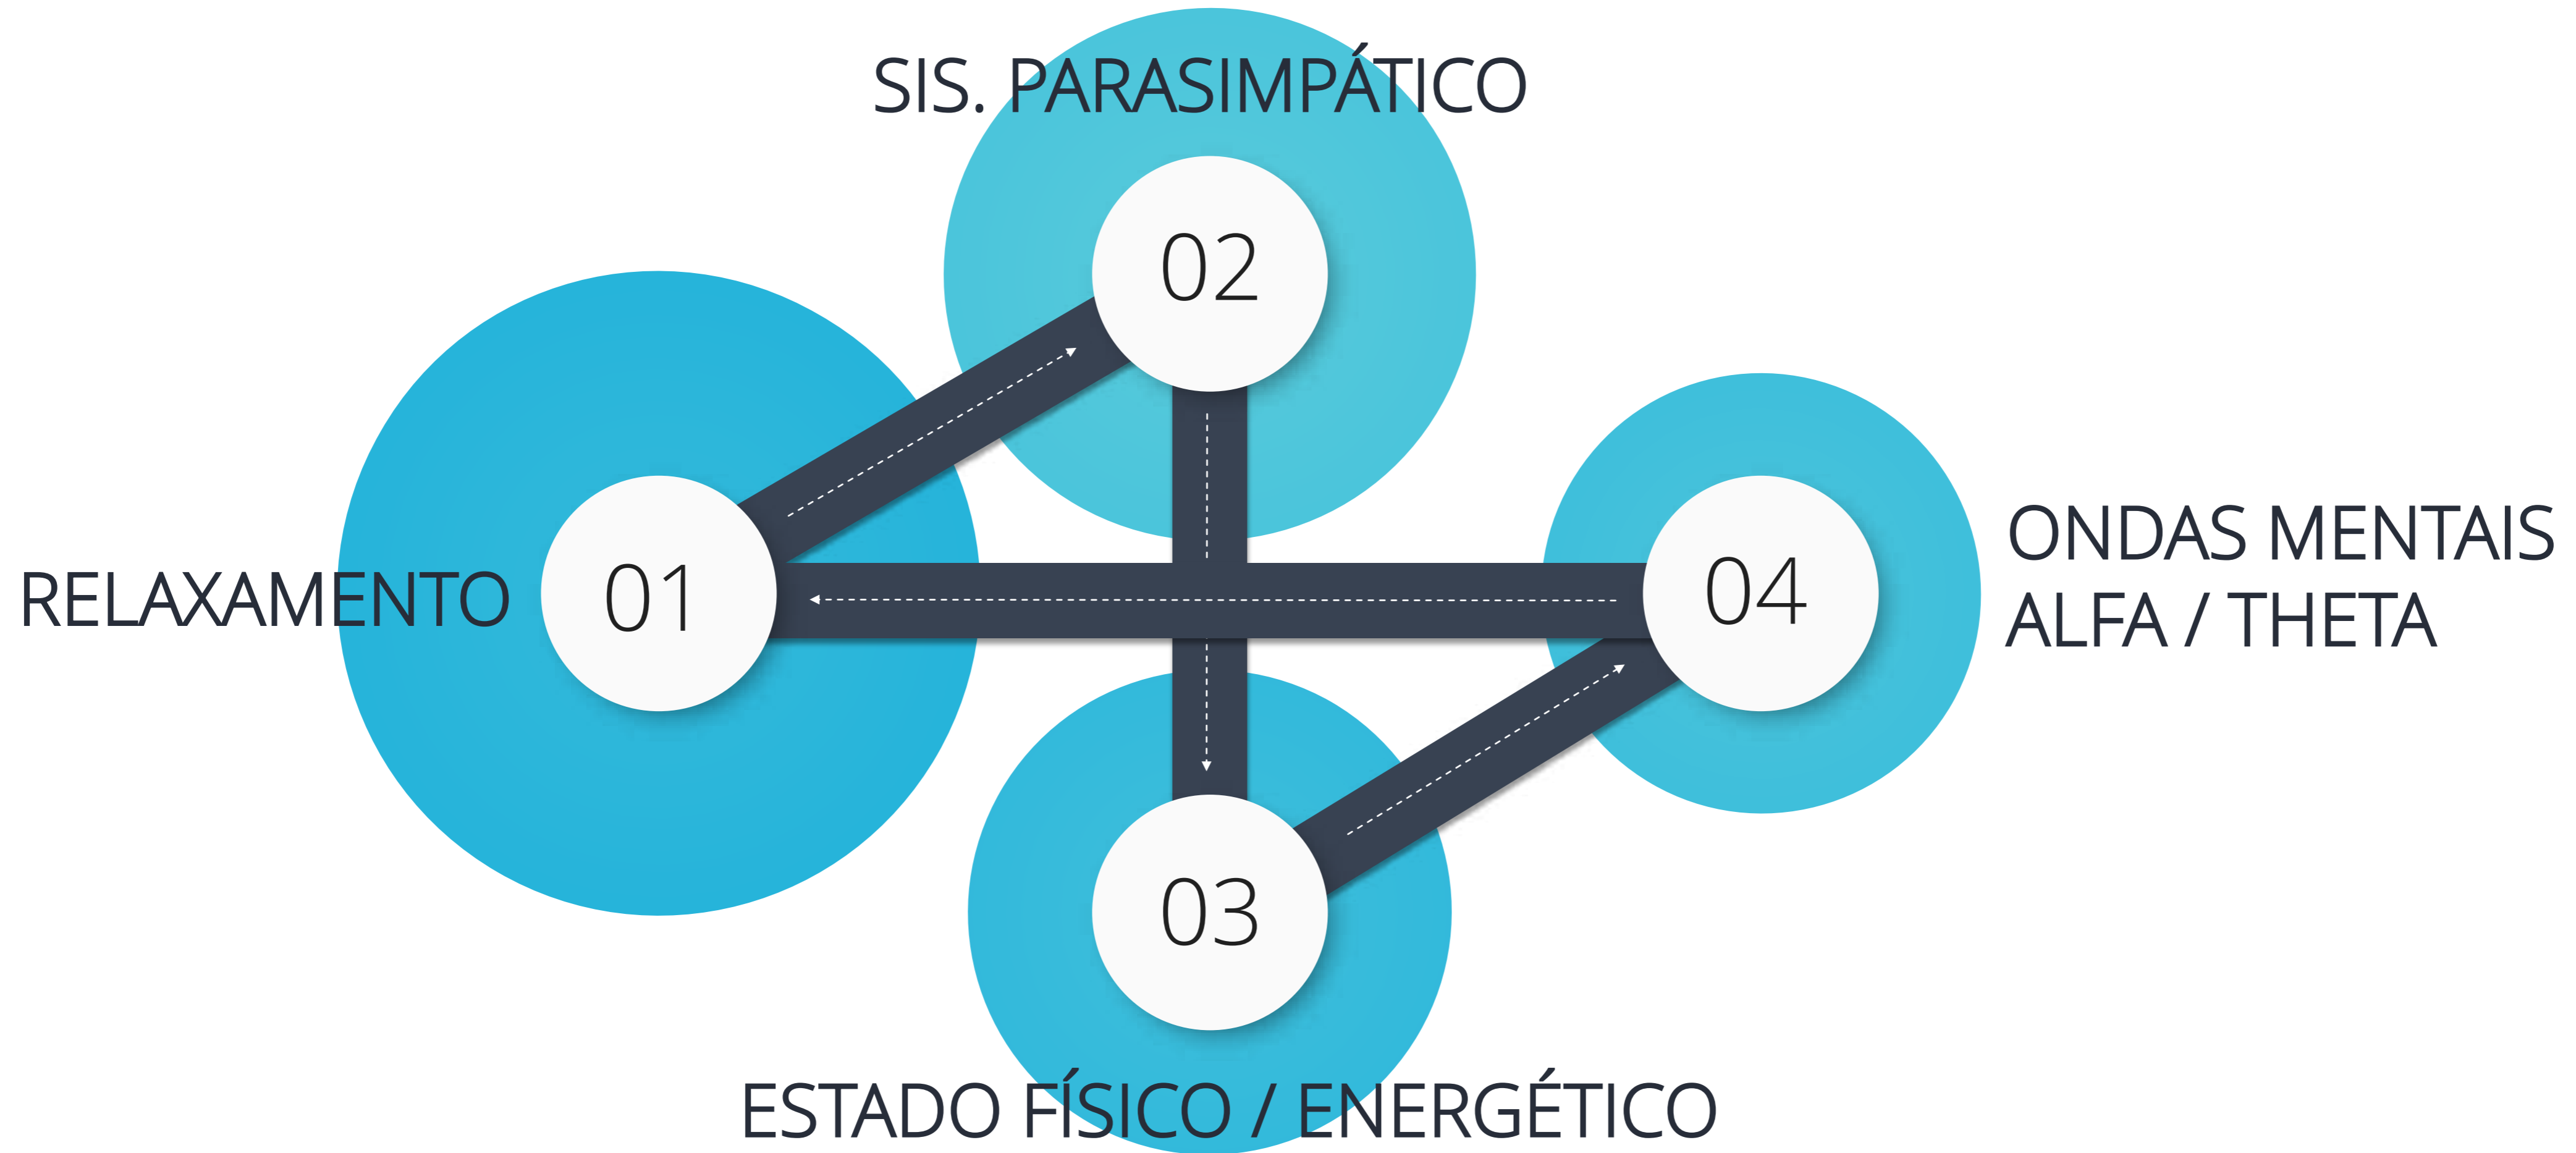 SIS. PARASIMPÁTICO
02
RELAXAMENTO
01
04
ONDAS MENTAIS
ALFA / THETA
03
ESTADO FÍSICO / ENERGÉTICO